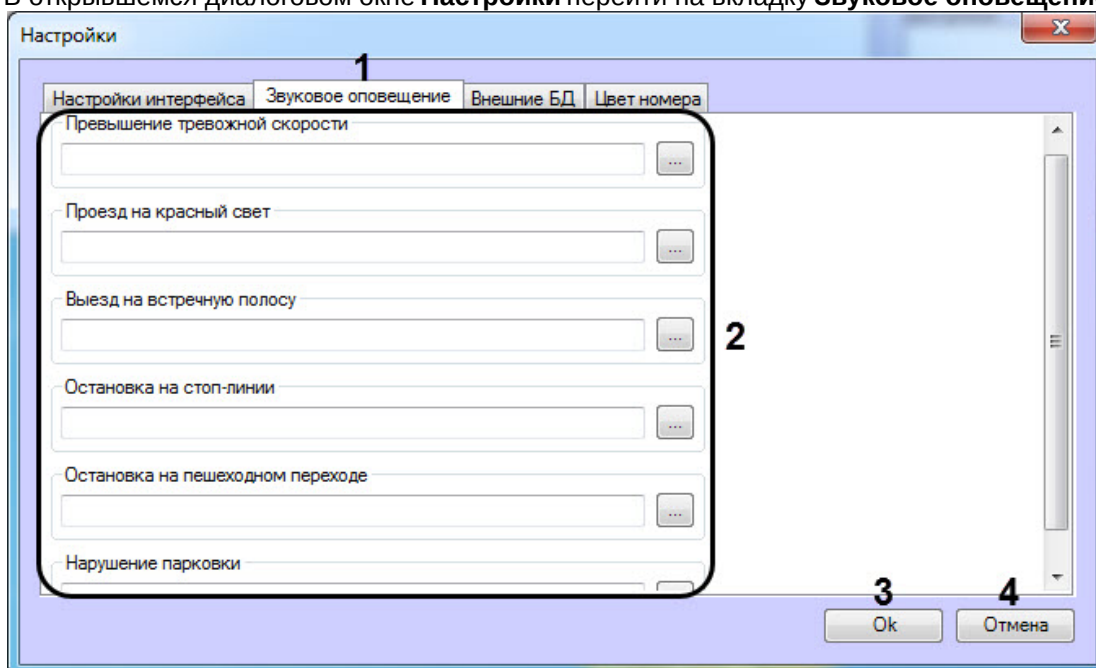 В открывшемся диалоговом окне Настройки перейти на вкладку Звуковое оповещени
Настройки
1
Настройки интерфейса Звуковое оповещение Внешние БД Цвет номера
Превышение тревожной скорости
...
Проезд на красный свет
...
Выезд на встречную полосу
...
2
Остановка на стоп-линии
...
Остановка на пешеходном переходе
...
Нарушение парковки
3 4
Ok Отмена